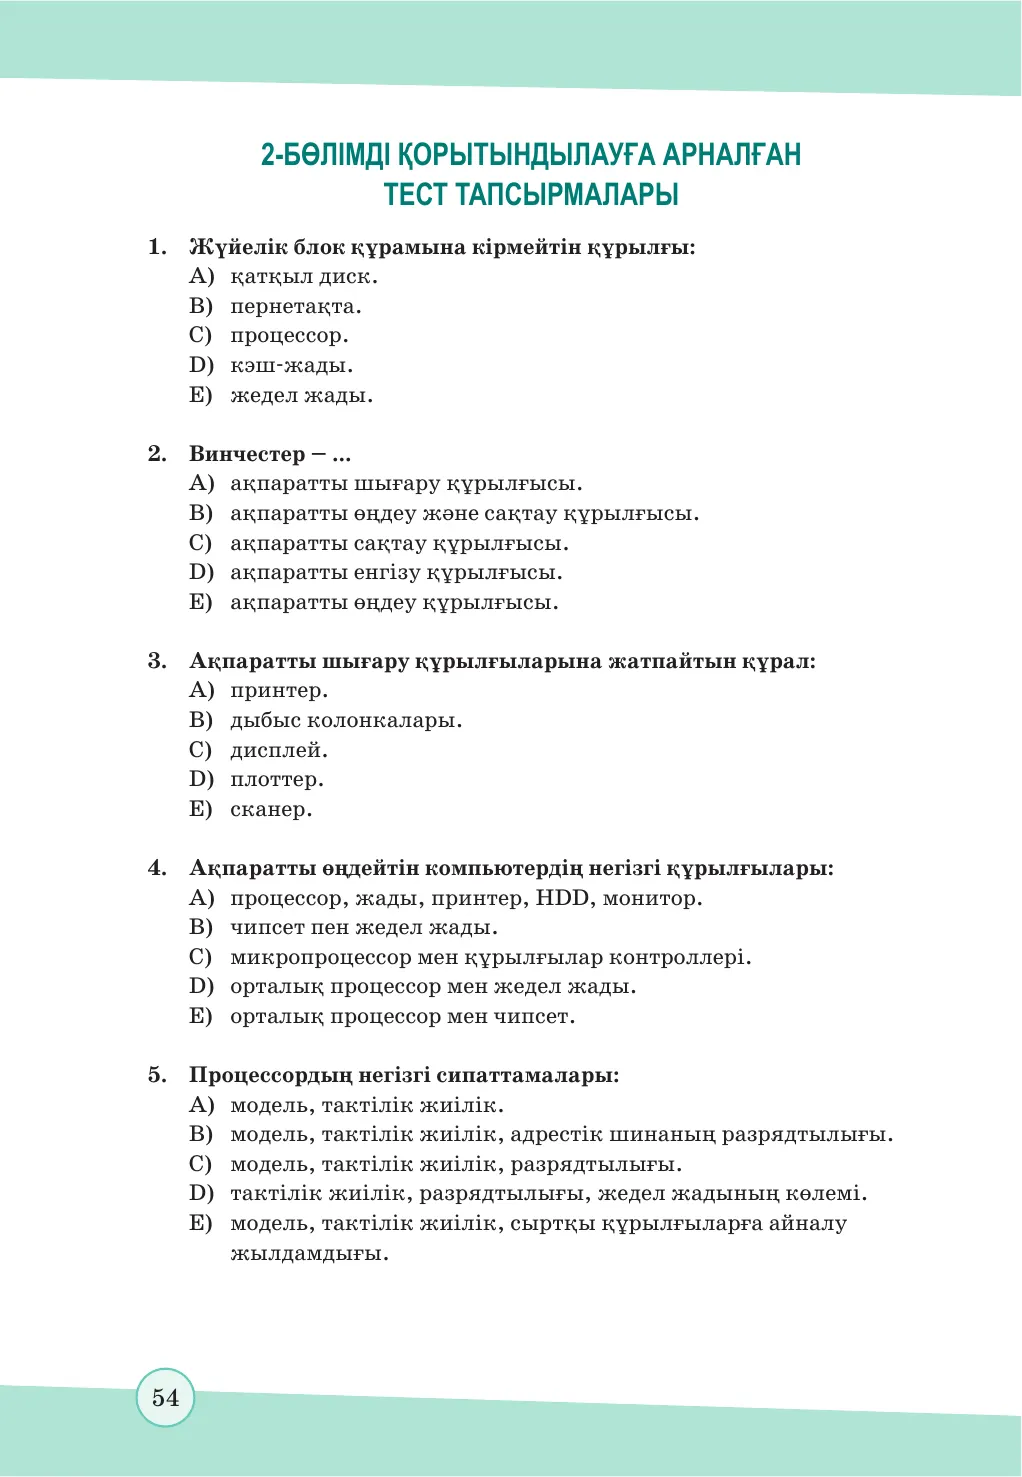 2-БӨЛІМДІ ҚОРЫТЫНДЫЛАУҒА АРНАЛҒАН
ТЕСТ ТАПСЫРМАЛАРЫ
1. Жүйелік блок құрамына кірмейтін құрылғы:
A) қатқыл диск.
B) пернетақта.
C) процессор.
D) кэш-жады.
E) жедел жады.
2. Винчестер – ...
A) ақпаратты шығару құрылғысы.
B) ақпаратты өңдеу және сақтау құрылғысы.
C) ақпаратты сақтау құрылғысы.
D) ақпаратты енгізу құрылғысы.
E) ақпаратты өңдеу құрылғысы.
3. Ақпаратты шығару құрылғыларына жатпайтын құрал:
A) принтер.
B) дыбыс колонкалары.
C) дисплей.
D) плоттер.
E) сканер.
4. Ақпаратты өңдейтін компьютердің негізгі құрылғылары:
A) процессор, жады, принтер, HDD, монитор.
B) чипсет пен жедел жады.
C) микропроцессор мен құрылғылар контроллері.
D) орталық процессор мен жедел жады.
E) орталық процессор мен чипсет.
5. Процессордың негізгі сипаттамалары:
A) модель, тактілік жиілік.
B) модель, тактілік жиілік, адрестік шинаның разрядтылығы.
C) модель, тактілік жиілік, разрядтылығы.
D) тактілік жиілік, разрядтылығы, жедел жадының көлемі.
E) модель, тактілік жиілік, сыртқы құрылғыларға айналу
жылдамдығы.
54